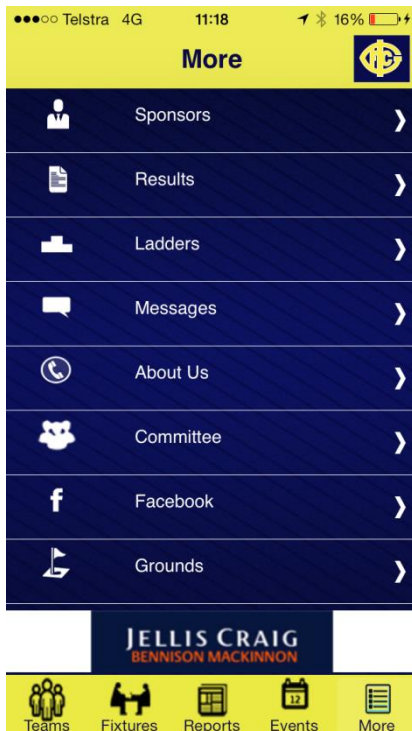 Telstra 4G 11:18 16%
More
Sponsors
Results
Ladders
Messages
About Us
Committee
Facebook
Grounds
JELLIS CRAIG
BENNISON MACKINNON
12
Teams Fixtures Reports Events More